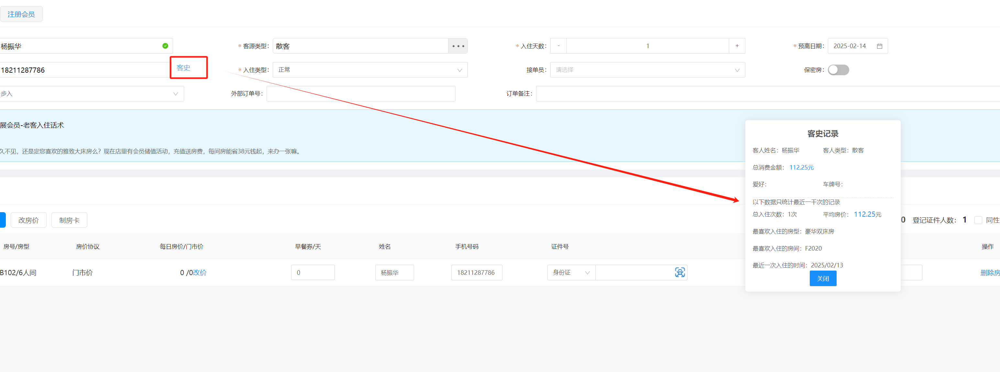 注册会员
杨振华
* 客源类型： 散客 •••
* 入住天数： - 1 +
* 预离日期： 2025-02-14
18211287786
客史
* 入住类型： 正常
接单员： 请选择
保密房：
步入
外部订单号：
订单备注：
展会员-老客入住话术
久不见，还是定您喜欢的雅致大床房么？现在店里有会员储值活动，充值送房费，每间房能省38元钱起，来办一张嘛。
客史记录
客人姓名：杨振华 客人类型：散客
总消费金额： 112.25元
爱好： 车牌号：
以下数据只统计最近一千次的记录
总入住次数：1次 平均房价： 112.25元
最喜欢入住的房型：豪华双床房
最喜欢入住的房间：F2020
最近一次入住的时间：2025/02/13
关闭
改房价 制房卡
0 登记证件人数： 1 同性
房号/房型 房价协议 每日房价/门市价 早餐券/天 姓名 手机号码 证件号 操作
B102/6人间 门市价 0 /0改价 0 杨振华 18211287786 身份证 删除房